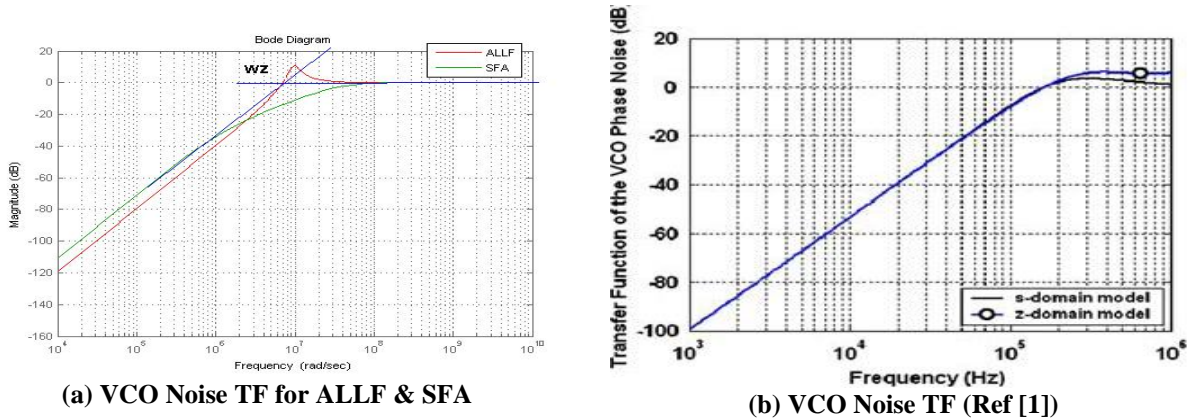 Bode Diagram
20
0
-20
-40
-60
-80
-100
-120
-140
-160
Magnitude (dB)
wz
ALLF
SFA
10^4
10^5
10^6
10^7
10^8
10^9
10^10
Frequency (rad/sec)
(a) VCO Noise TF for ALLF & SFA
Transfer Function of the VCO Phase Noise (dB)
20
0
-20
-40
-60
-80
-100
s-domain model
z-domain model
10^3
10^4
10^5
10^6
Frequency (Hz)
(b) VCO Noise TF (Ref [1])